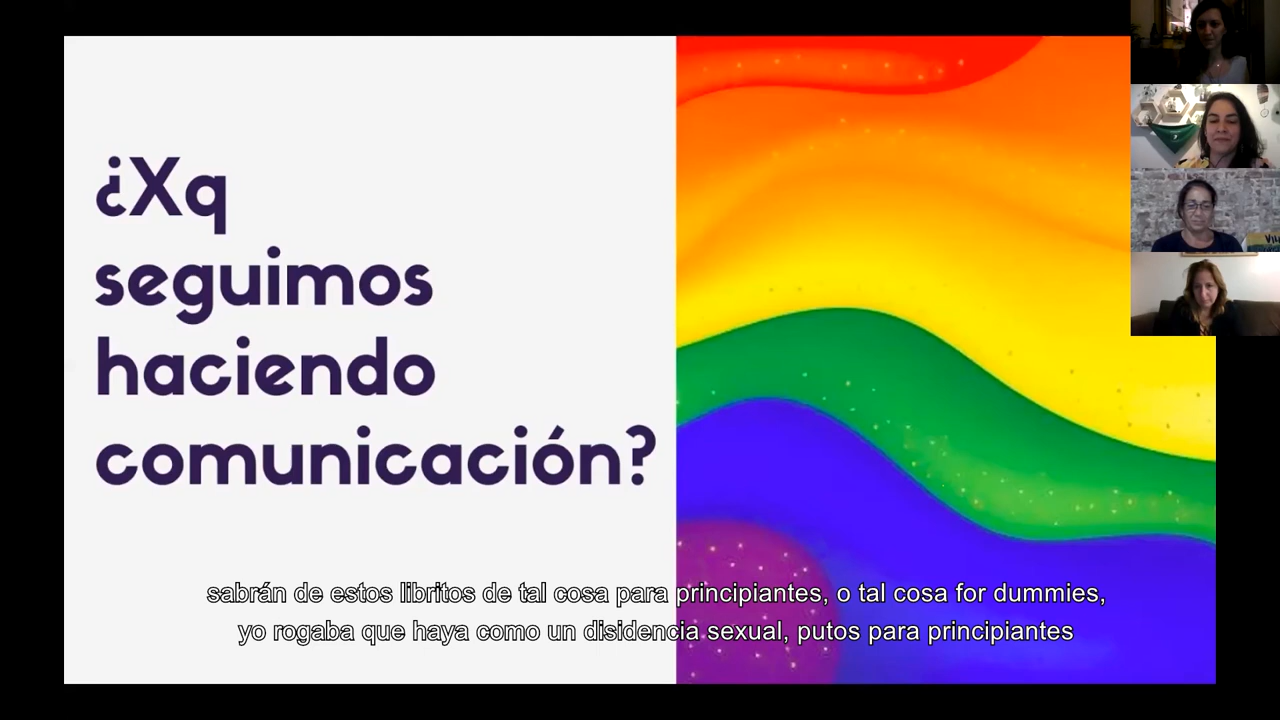 ¿Xq
seguimos
haciendo
comunicación?
sabrán de estos libritos de tal cosa para principiantes, o tal cosa for dummies,
yo rogaba que haya como un disidencia sexual, putos para principiantes